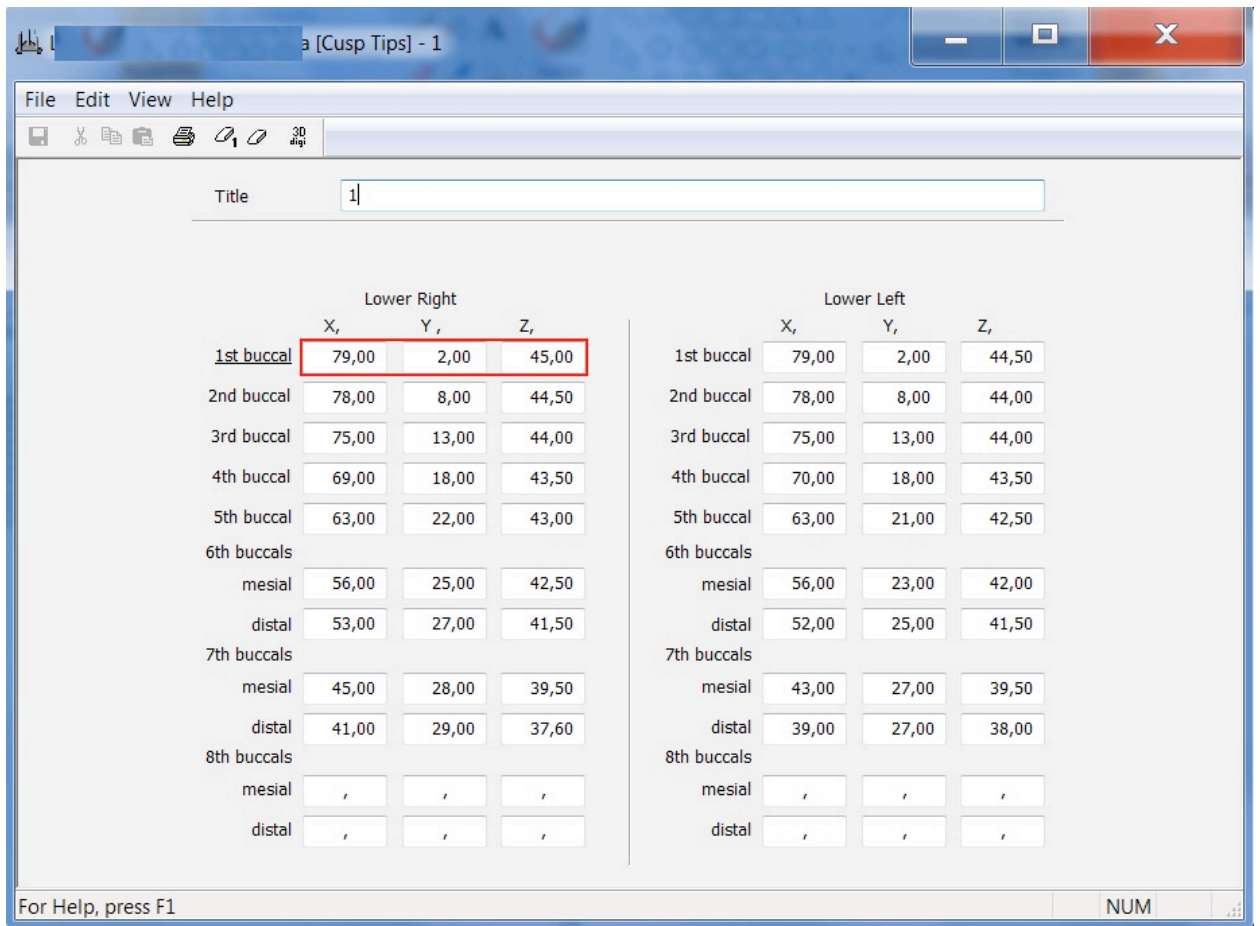 a [Cusp Tips] - 1
File Edit View Help
1 3D digi
Title 1
Lower Right Lower Left
X, Y, Z, X, Y, Z,
1st buccal 79,00 2,00 45,00 1st buccal 79,00 2,00 44,50
2nd buccal 78,00 8,00 44,50 2nd buccal 78,00 8,00 44,00
3rd buccal 75,00 13,00 44,00 3rd buccal 75,00 13,00 44,00
4th buccal 69,00 18,00 43,50 4th buccal 70,00 18,00 43,50
5th buccal 63,00 22,00 43,00 5th buccal 63,00 21,00 42,50
6th buccals 6th buccals
mesial 56,00 25,00 42,50 mesial 56,00 23,00 42,00
distal 53,00 27,00 41,50 distal 52,00 25,00 41,50
7th buccals 7th buccals
mesial 45,00 28,00 39,50 mesial 43,00 27,00 39,50
distal 41,00 29,00 37,60 distal 39,00 27,00 38,00
8th buccals 8th buccals
mesial , , , mesial , , ,
distal , , , distal , , ,
For Help, press F1 NUM